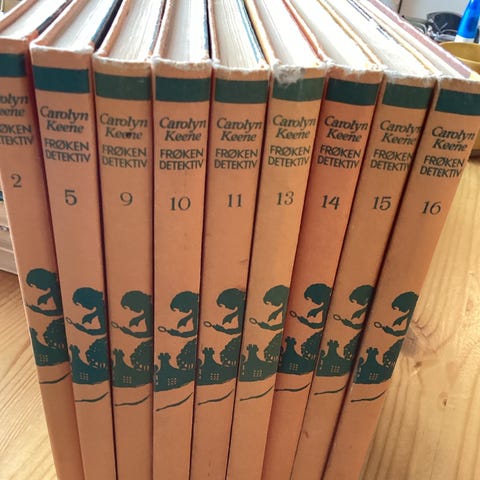 Carolyn
Keene
FRØKEN
DETEKTIV
2
Carolyn
Keene
FRØKEN
DETEKTIV
5
Carolyn
Keene
FRØKEN
DETEKTIV
9
Carolyn
Keene
FRØKEN
DETEKTIV
10
Carolyn
Keene
FRØKEN
DETEKTIV
11
Carolyn
Keene
FRØKEN
DETEKTIV
13
Carolyn
Keene
FRØKEN
DETEKTIV
14
Carolyn
Keene
FRØKEN
DETEKTIV
15
Carolyn
Keene
FRØKEN
DETEKTIV
16